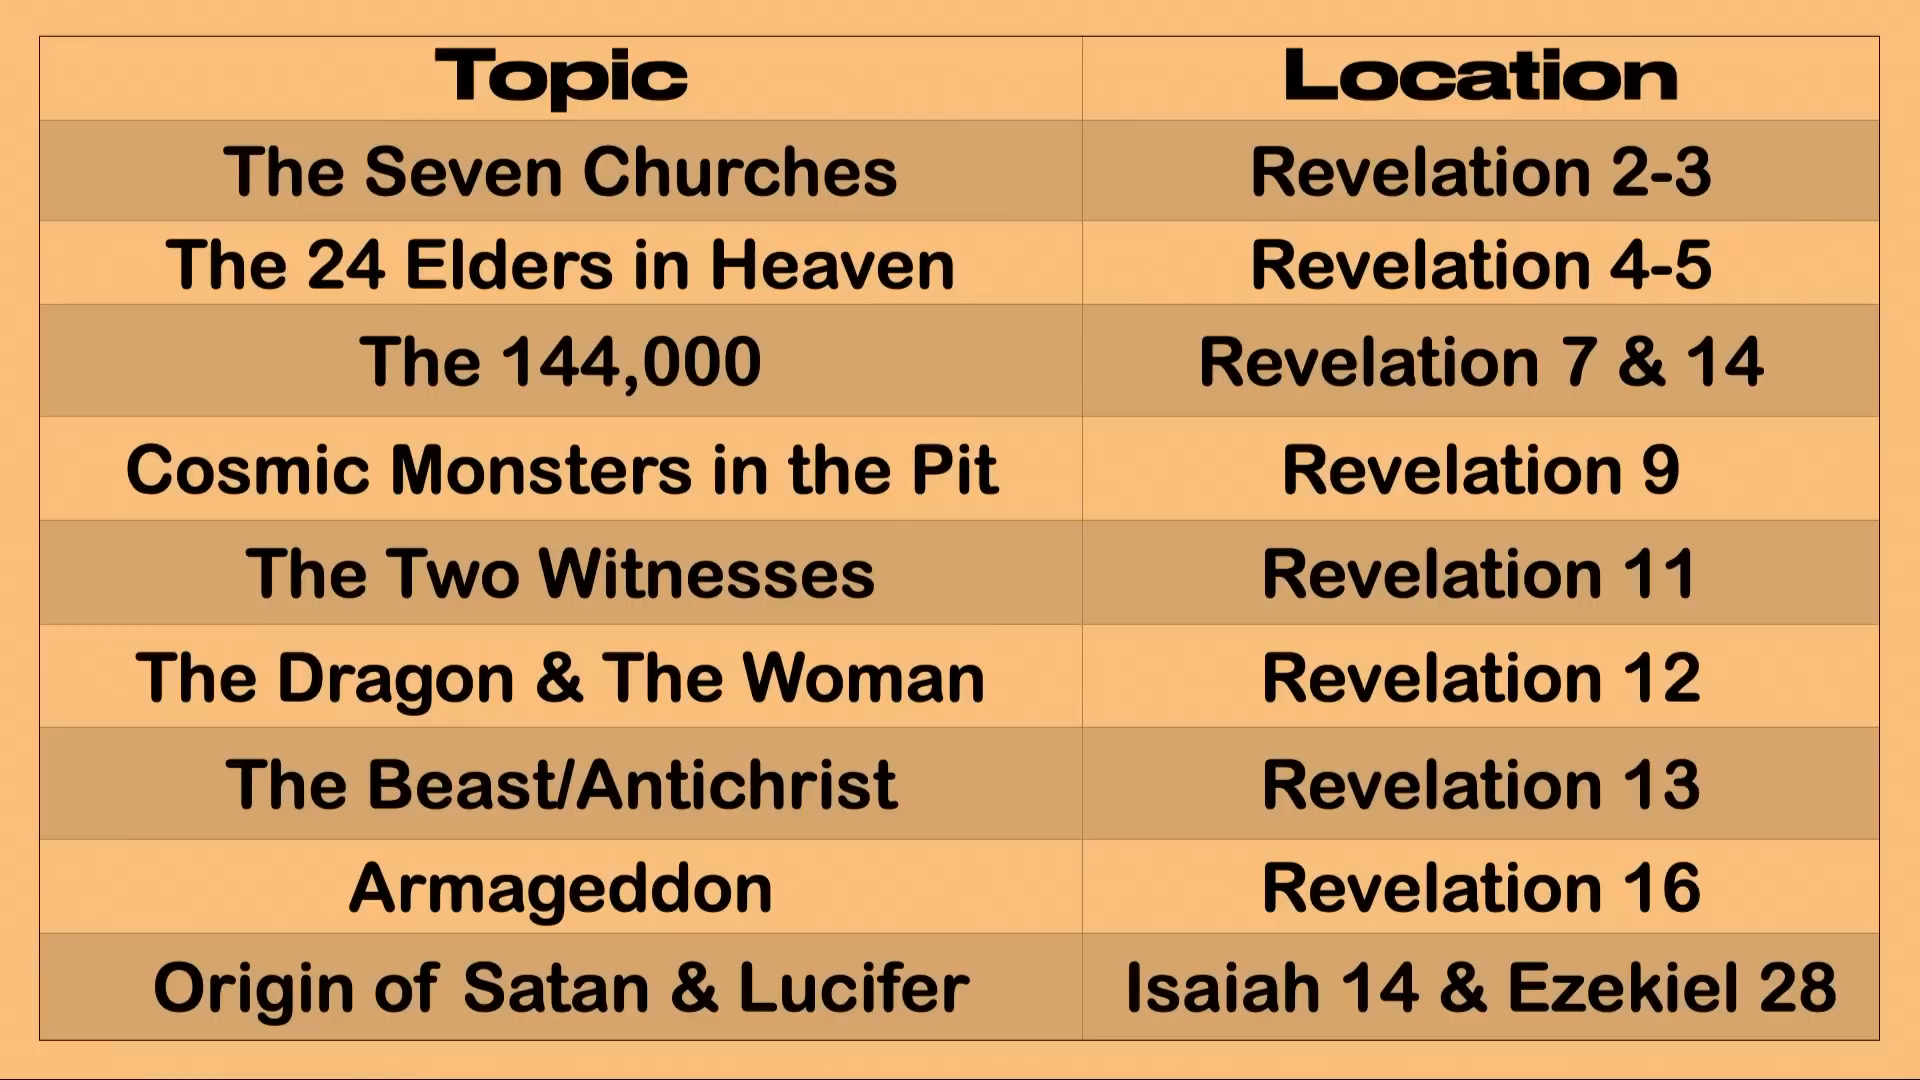 Topic Location
The Seven Churches Revelation 2-3
The 24 Elders in Heaven Revelation 4-5
The 144,000 Revelation 7 & 14
Cosmic Monsters in the Pit Revelation 9
The Two Witnesses Revelation 11
The Dragon & The Woman Revelation 12
The Beast/Antichrist Revelation 13
Armageddon Revelation 16
Origin of Satan & Lucifer Isaiah 14 & Ezekiel 28